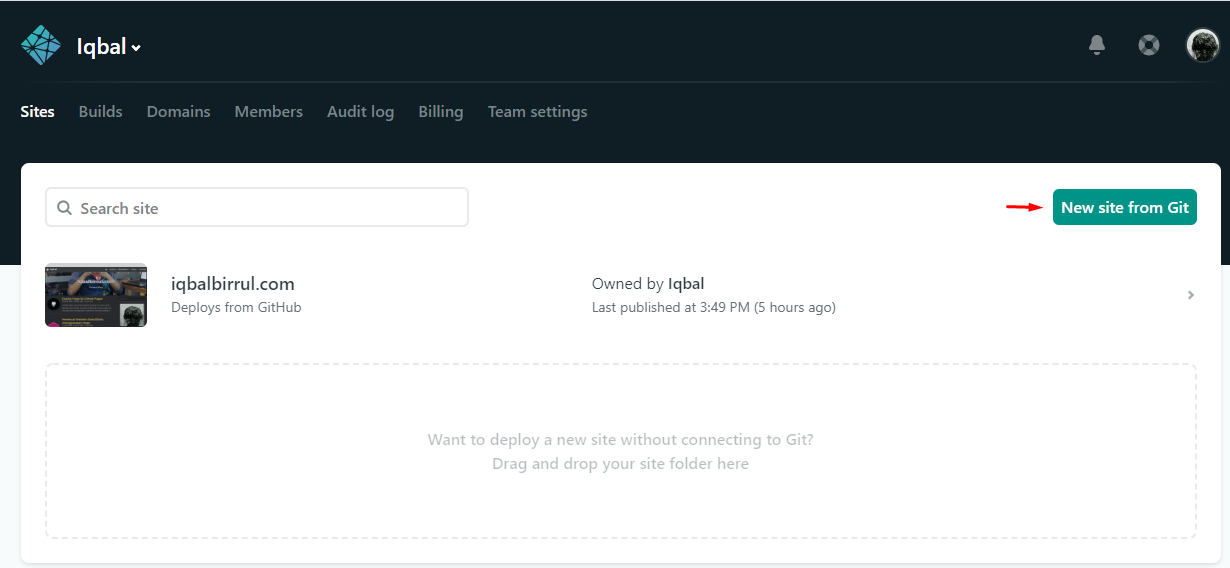 Iqbal
Sites Builds Domains Members Audit log Billing Team settings
Search site
New site from Git
iqbalbirrul.com
Deploys from GitHub
Owned by Iqbal
Last published at 3:49 PM (5 hours ago)
Want to deploy a new site without connecting to Git?
Drag and drop your site folder here